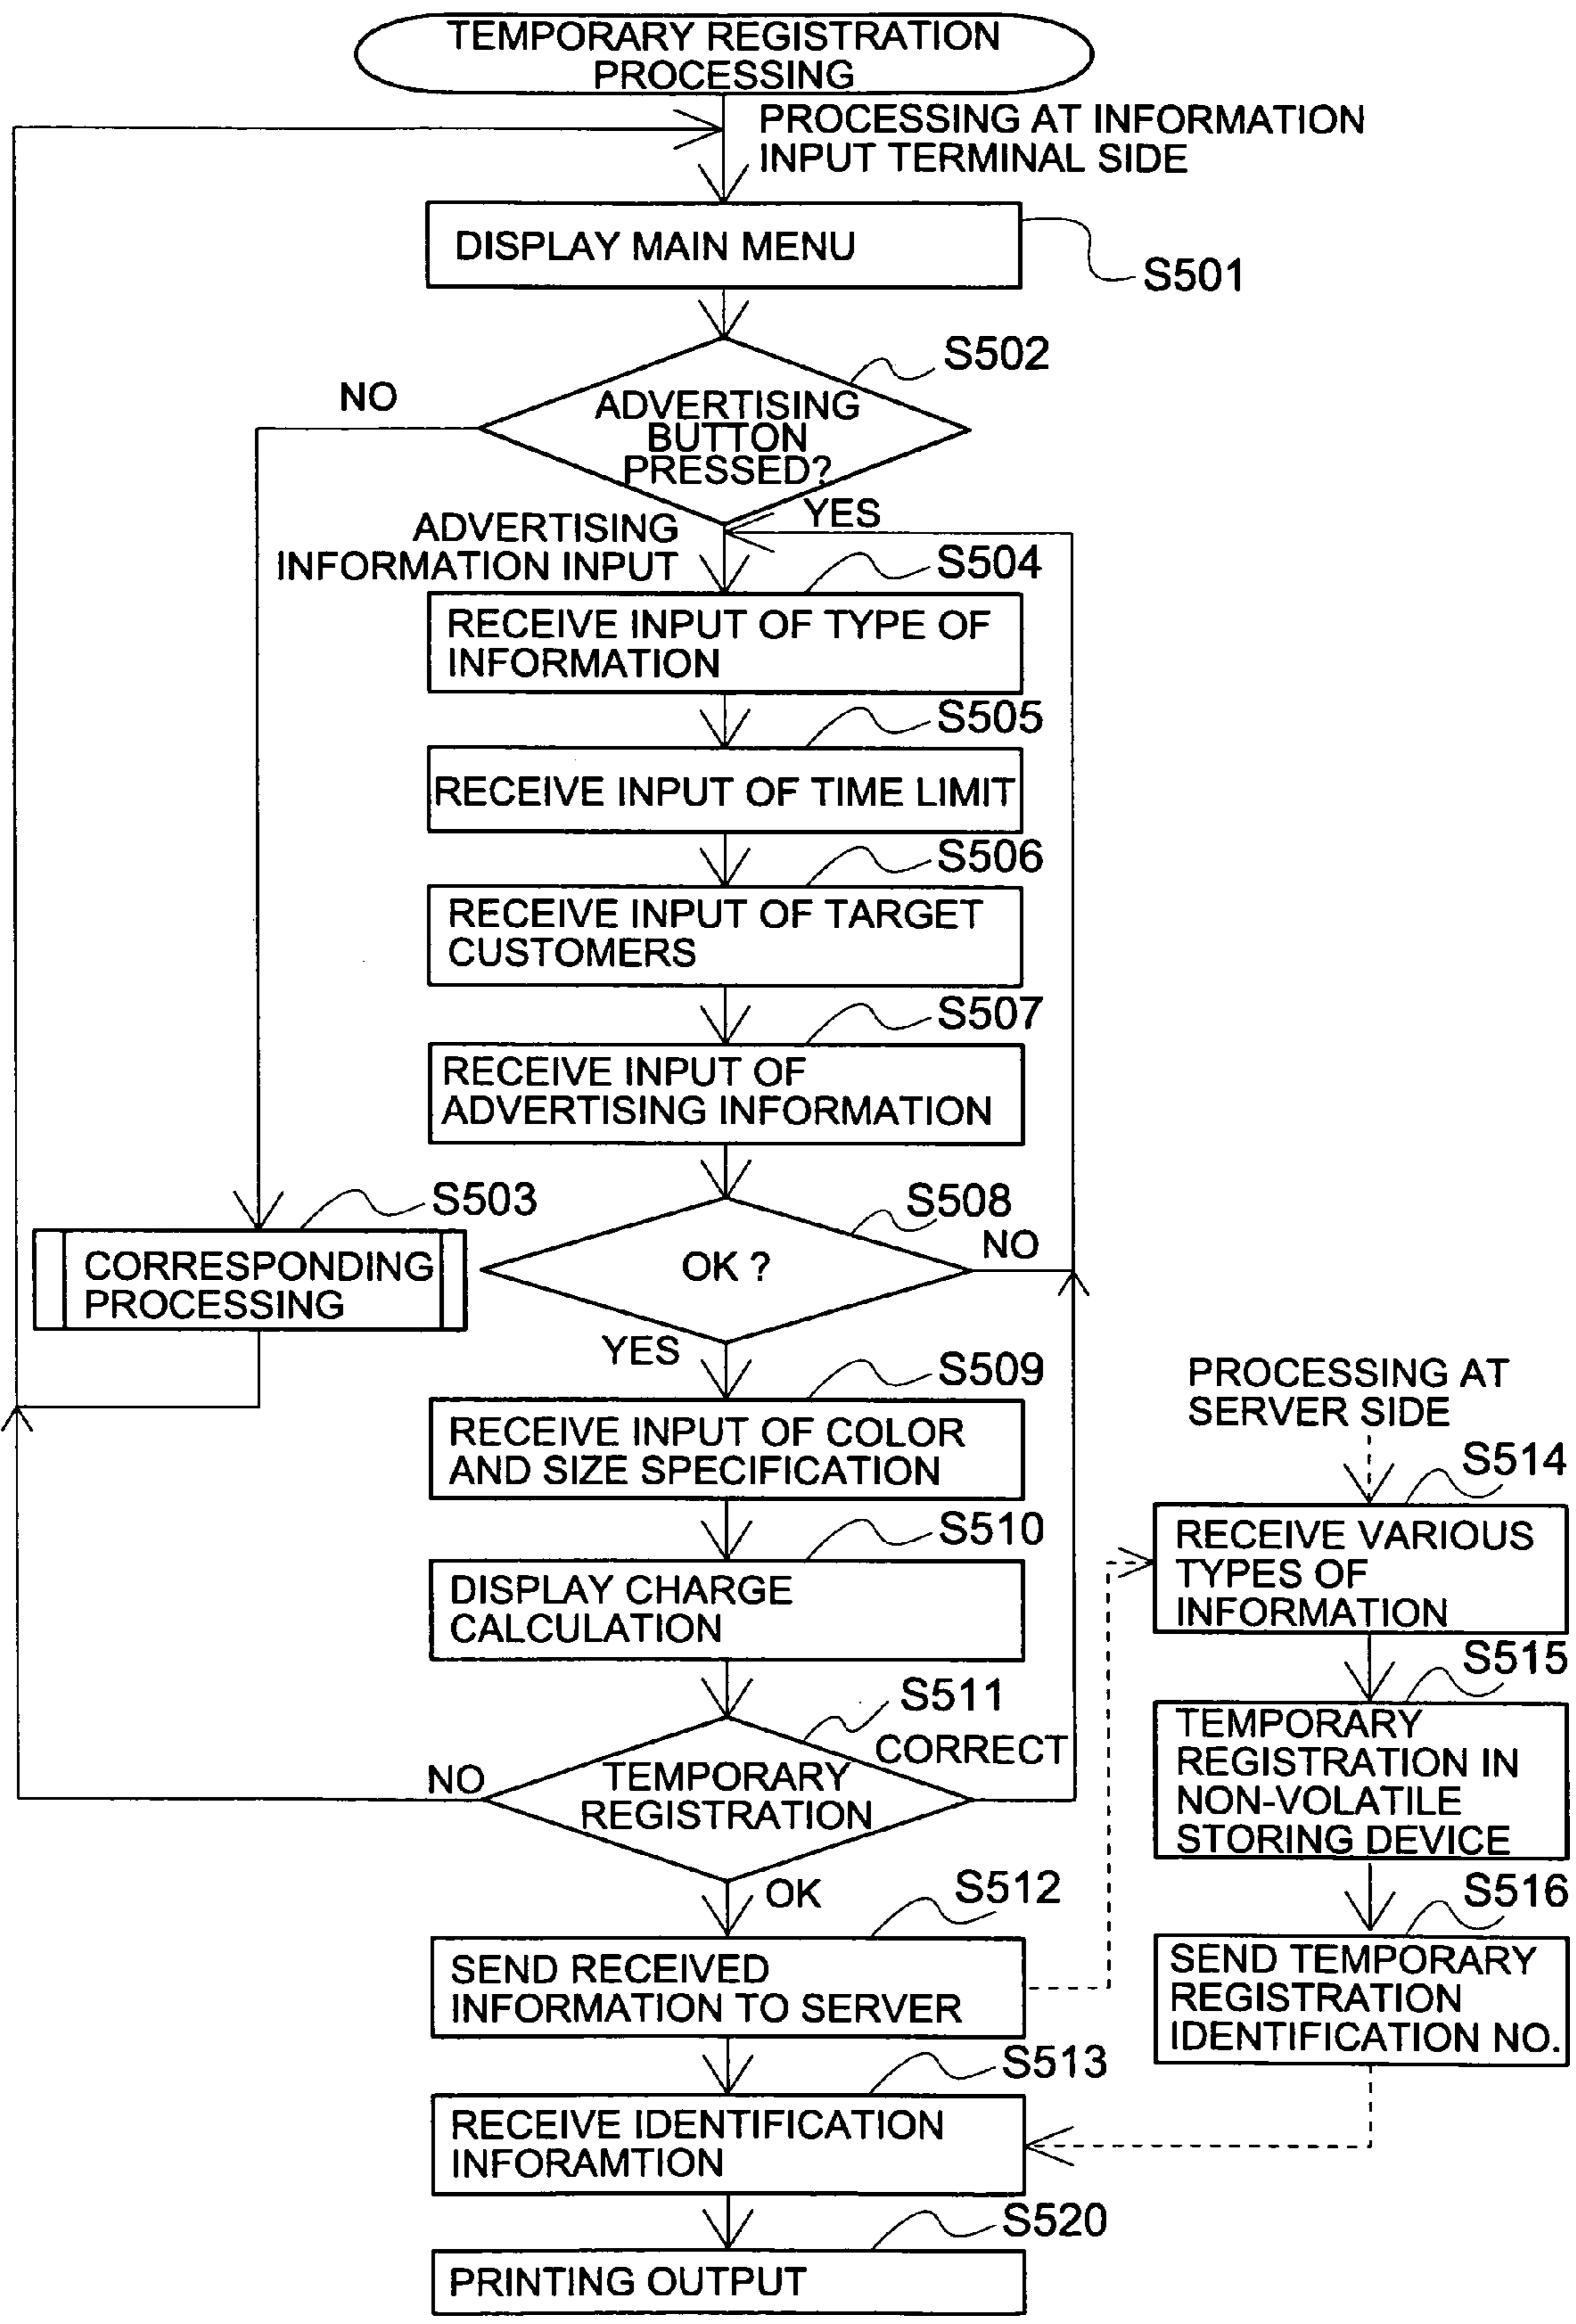 TEMPORARY REGISTRATION
PROCESSING
PROCESSING AT INFORMATION
INPUT TERMINAL SIDE
DISPLAY MAIN MENU
S501
S502
NO
ADVERTISING
BUTTON
PRESSED?
YES
ADVERTISING
INFORMATION INPUT
S504
RECEIVE INPUT OF TYPE OF
INFORMATION
S505
RECEIVE INPUT OF TIME LIMIT
S506
RECEIVE INPUT OF TARGET
CUSTOMERS
S507
RECEIVE INPUT OF
ADVERTISING INFORMATION
S503
CORRESPONDING
PROCESSING
S508
OK ?
NO
YES
S509
RECEIVE INPUT OF COLOR
AND SIZE SPECIFICATION
S510
DISPLAY CHARGE
CALCULATION
S511
CORRECT
NO
TEMPORARY
REGISTRATION
OK
S512
SEND RECEIVED
INFORMATION TO SERVER
S513
RECEIVE IDENTIFICATION
INFORAMTION
S520
PRINTING OUTPUT
PROCESSING AT
SERVER SIDE
S514
RECEIVE VARIOUS
TYPES OF
INFORMATION
S515
TEMPORARY
REGISTRATION IN
NON-VOLATILE
STORING DEVICE
S516
SEND TEMPORARY
REGISTRATION
IDENTIFICATION NO.